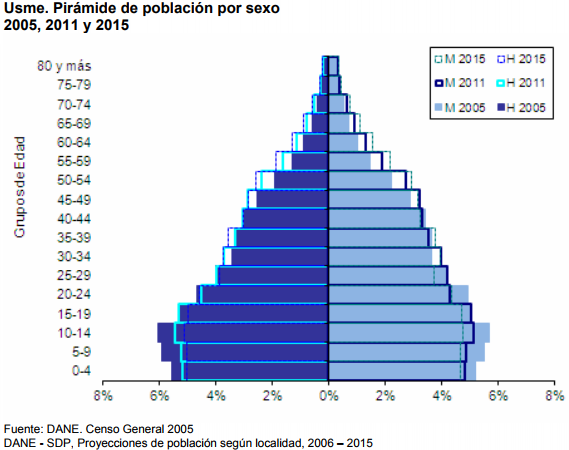 Usme. Pirámide de población por sexo
2005, 2011 y 2015
M 2015 H 2015
M 2011 H 2011
M 2005 H 2005
Grupos de Edad
80 y más
75-79
70-74
65-69
60-64
55-59
50-54
45-49
40-44
35-39
30-34
25-29
20-24
15-19
10-14
5-9
0-4
8% 6% 4% 2% 0% 2% 4% 6% 8%
Fuente: DANE. Censo General 2005
DANE - SDP, Proyecciones de población según localidad, 2006 – 2015